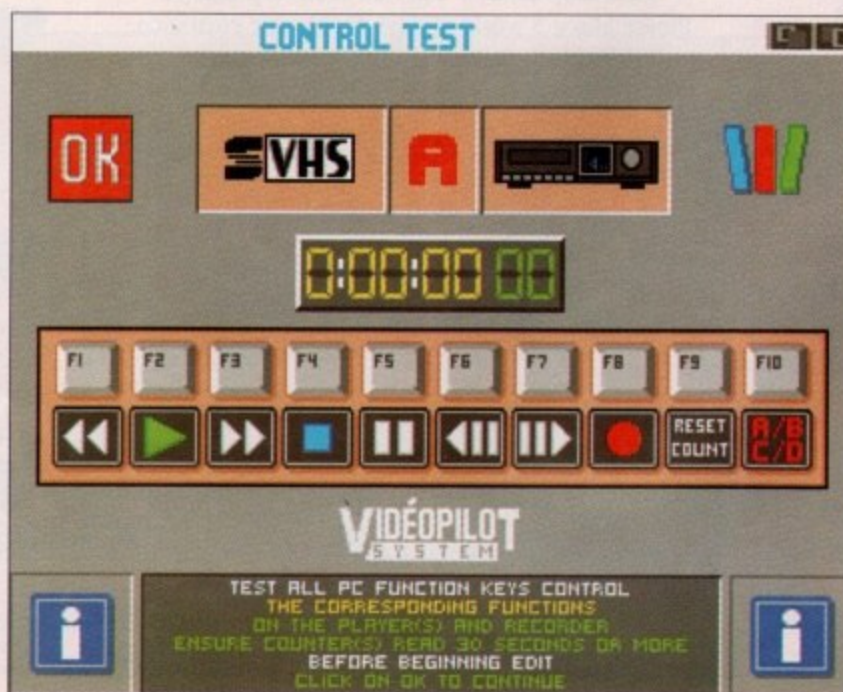 CONTROL TEST
OK
S VHS A
0:00:00 00
F1 F2 F3 F4 F5 F6 F7 F8 F9 F10
RESET
COUNT
A/B
C/D
VIDÉOPILOT
SYSTEM
TEST ALL PC FUNCTION KEYS CONTROL
THE CORRESPONDING FUNCTIONS
ON THE PLAYER(S) AND RECORDER
ENSURE COUNTER(S) READ 30 SECONDS OR MORE
BEFORE BEGINNING EDIT
CLICK ON OK TO CONTINUE
i i